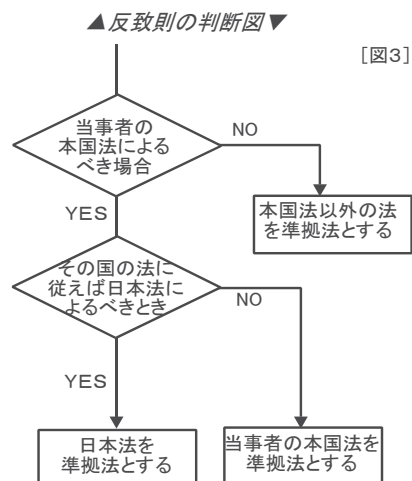 ▲反致則の判断図▼
[図3]
当事者の
本国法による
べき場合
NO
YES
本国法以外の法
を準拠法とする
その国の法に
従えば日本法に
よるべきとき
NO
YES
日本法を
準拠法とする
当事者の本国法を
準拠法とする